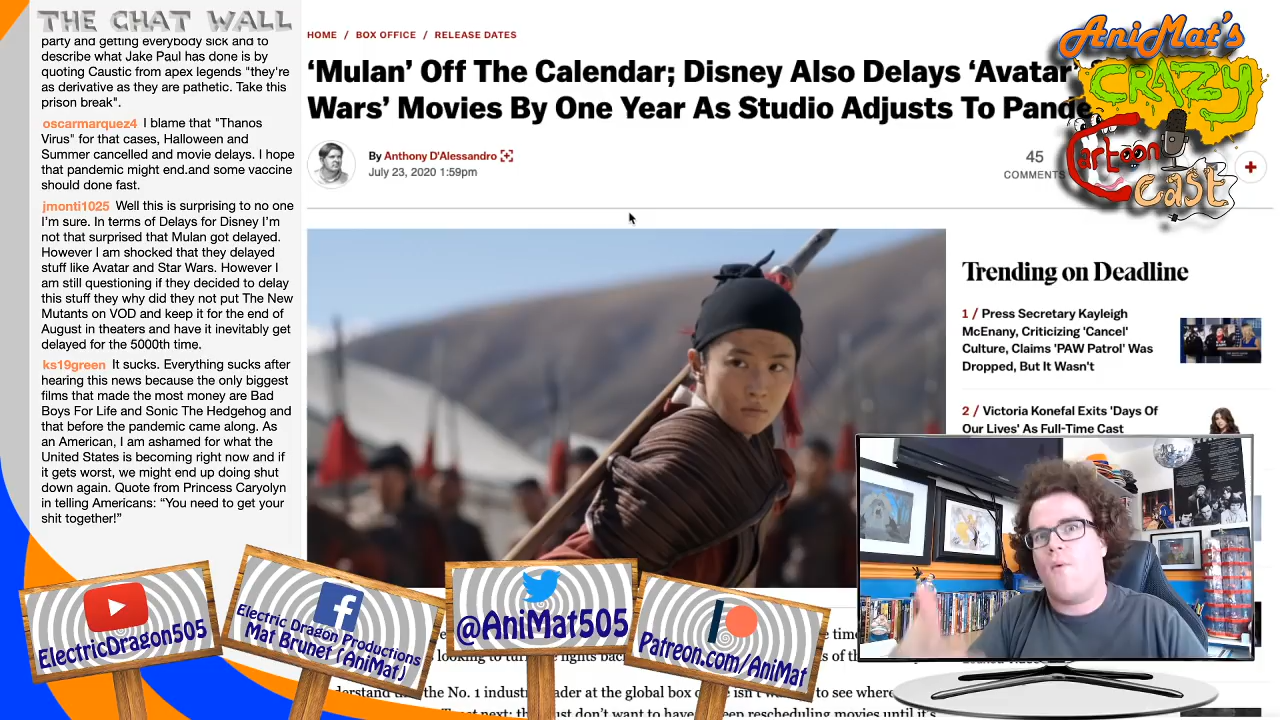 THE CHAT WALL
party and getting everybody sick and to
describe what Jake Paul has done is by
quoting Caustic from apex legends "they're
as derivative as they are pathetic. Take this
prison break".
oscarmarquez4 I blame that "Thanos
Virus" for that cases, Halloween and
Summer cancelled and movie delays. I hope
that pandemic might end.and some vaccine
should done fast.
jmonti1025 Well this is surprising to no one
I'm sure. In terms of Delays for Disney I'm
not that surprised that Mulan got delayed.
However I am shocked that they delayed
stuff like Avatar and Star Wars. However I
am still questioning if they decided to delay
this stuff they why did they not put The New
Mutants on VOD and keep it for the end of
August in theaters and have it inevitably get
delayed for the 5000th time.
ks19green It sucks. Everything sucks after
hearing this news because the only biggest
films that made the most money are Bad
Boys For Life and Sonic The Hedgehog and
that before the pandemic came along. As
an American, I am ashamed for what the
United States is becoming right now and if
it gets worst, we might end up doing shut
down again. Quote from Princess Caryolyn
in telling Americans: “You need to get your
shit together!”
HOME / BOX OFFICE / RELEASE DATES
‘Mulan’ Off The Calendar; Disney Also Delays ‘Avatar’
Wars’ Movies By One Year As Studio Adjusts To
By Anthony D'Alessandro
July 23, 2020 1:59pm
45
COMMENTS
AniMat's
CRAZY
Cartoon
Cast
Trending on Deadline
1 / Press Secretary Kayleigh
McEnany, Criticizing 'Cancel'
Culture, Claims 'PAW Patrol' Was
Dropped, But It Wasn't
2 / Victoria Konefal Exits 'Days Of
Our Lives' As Full-Time Cast
ElectricDragon505
Electric Dragon Productions
Mat Brunet (AniMat)
@AniMat505
Patreon.com/AniMat
the No. 1 industry
at the global box
to see where
rescheduling movies until it's